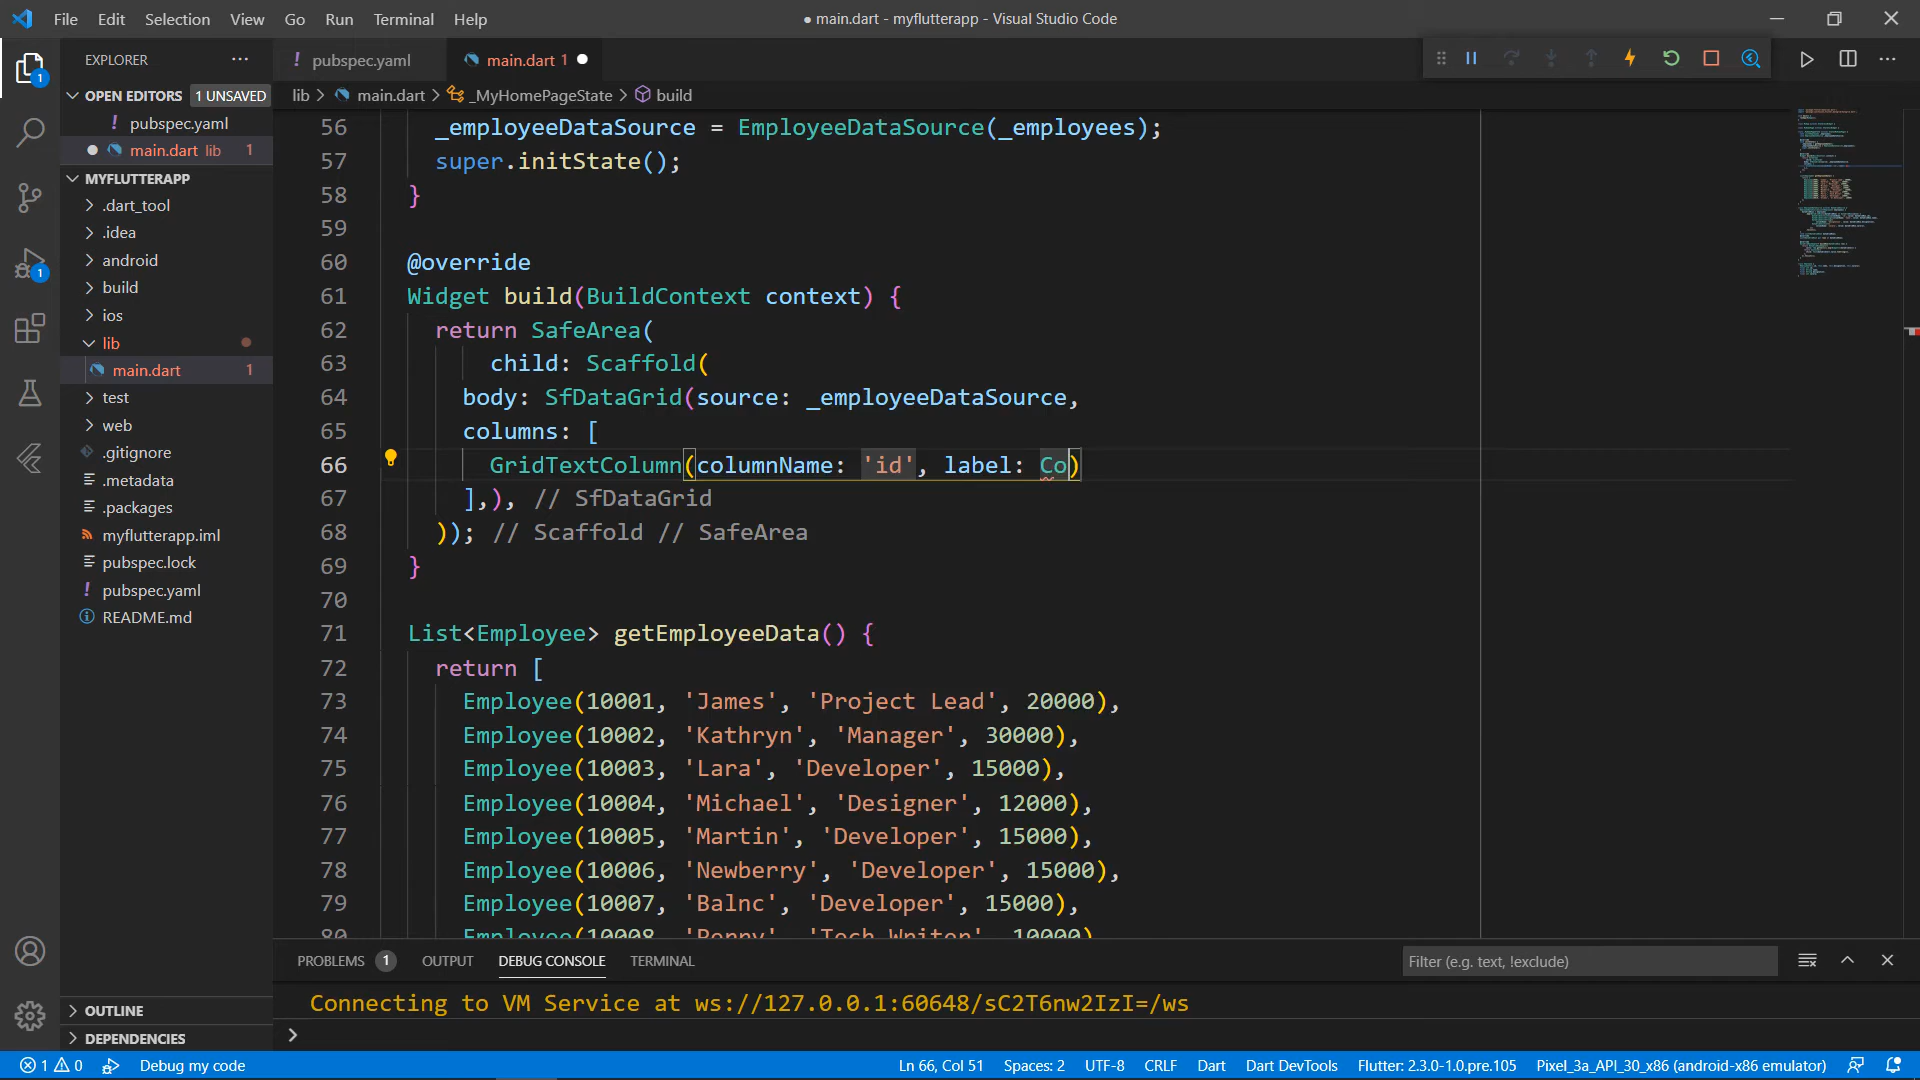 File Edit Selection View Go Run Terminal Help
● main.dart - myflutterapp - Visual Studio Code
EXPLORER
! pubspec.yaml
main.dart 1
OPEN EDITORS 1 UNSAVED
! pubspec.yaml
main.dart lib 1
MYFLUTTERAPP
.dart_tool
.idea
android
build
ios
lib
main.dart 1
test
web
.gitignore
.metadata
.packages
myflutterapp.iml
pubspec.lock
! pubspec.yaml
README.md
OUTLINE
DEPENDENCIES
1
1
lib > main.dart > _MyHomePageState > build
56 _employeeDataSource = EmployeeDataSource(_employees);
57 super.initState();
58 }
59
60 @override
61 Widget build(BuildContext context) {
62 return SafeArea(
63 child: Scaffold(
64 body: SfDataGrid(source: _employeeDataSource,
65 columns: [
66 GridTextColumn(columnName: 'id', label: Co)
67 ],), // SfDataGrid
68 )); // Scaffold // SafeArea
69 }
70
71 List<Employee> getEmployeeData() {
72 return [
73 Employee(10001, 'James', 'Project Lead', 20000),
74 Employee(10002, 'Kathryn', 'Manager', 30000),
75 Employee(10003, 'Lara', 'Developer', 15000),
76 Employee(10004, 'Michael', 'Designer', 12000),
77 Employee(10005, 'Martin', 'Developer', 15000),
78 Employee(10006, 'Newberry', 'Developer', 15000),
79 Employee(10007, 'Balnc', 'Developer', 15000),
80 Employee(10008, 'Perry', 'Tech Writer', 10000)
PROBLEMS 1 OUTPUT DEBUG CONSOLE TERMINAL
Filter (e.g. text, !exclude)
Connecting to VM Service at ws://127.0.0.1:60648/sC2T6nw2IzI=/ws
>
1 0 Debug my code
Ln 66, Col 51 Spaces: 2 UTF-8 CRLF Dart Dart DevTools Flutter: 2.3.0-1.0.pre.105 Pixel_3a_API_30_x86 (android-x86 emulator)